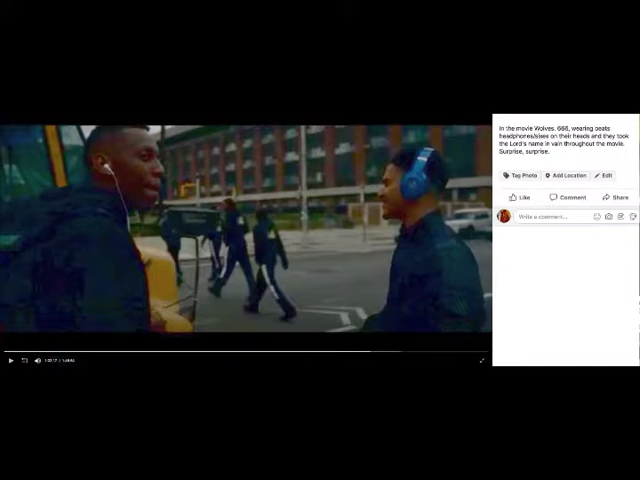 In the movie Wolves. 666, wearing beats
headphones/sixes on their heads and they took
the Lord's name in vain throughout the movie.
Surprise, surprise.
Tag Photo Add Location Edit
Like Comment Share
Write a comment...